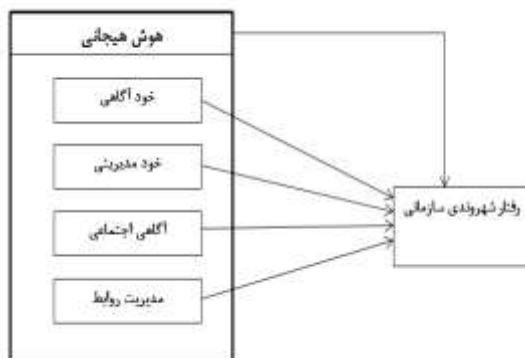 هوش هیجانی
خود آگاهی
خود مدیریتی
آگاهی اجتماعی
مدیریت روابط
رفتار شهروندی سازمانی